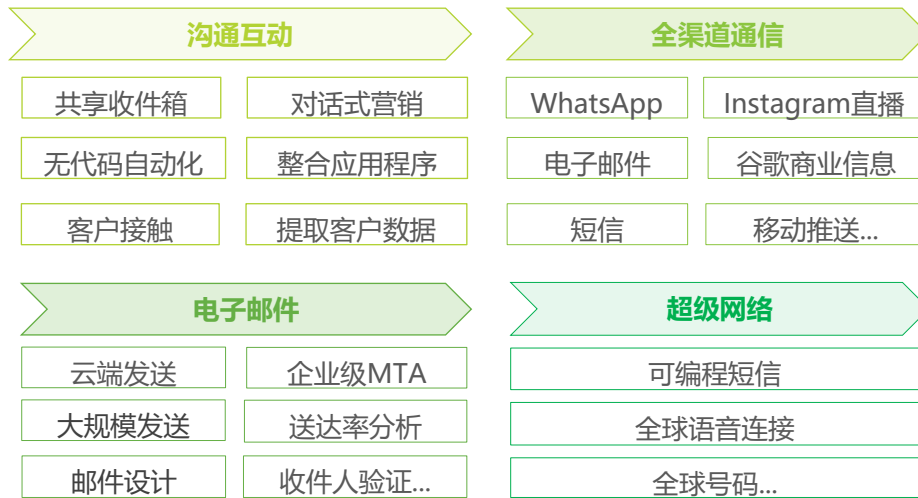 沟通互动
全渠道通信
共享收件箱
对话式营销
WhatsApp
Instagram直播
无代码自动化
整合应用程序
电子邮件
谷歌商业信息
客户接触
提取客户数据
短信
移动推送...
电子邮件
超级网络
云端发送
企业级MTA
可编程短信
大规模发送
送达率分析
全球语音连接
邮件设计
收件人验证...
全球号码...